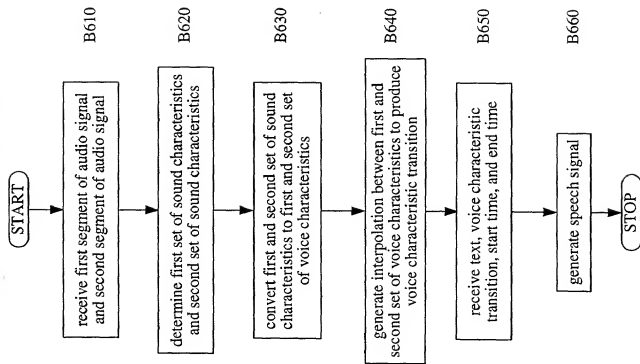 START
receive first segment of audio signal
and second segment of audio signal
B610
determine first set of sound characteristics
and second set of sound characteristics
B620
convert first and second set of sound
characteristics to first and second set
of voice characteristics
B630
generate interpolation between first and
second set of voice characteristics to produce
voice characteristic transition
B640
receive text, voice characteristic
transition, start time, and end time
B650
generate speech signal
B660
STOP